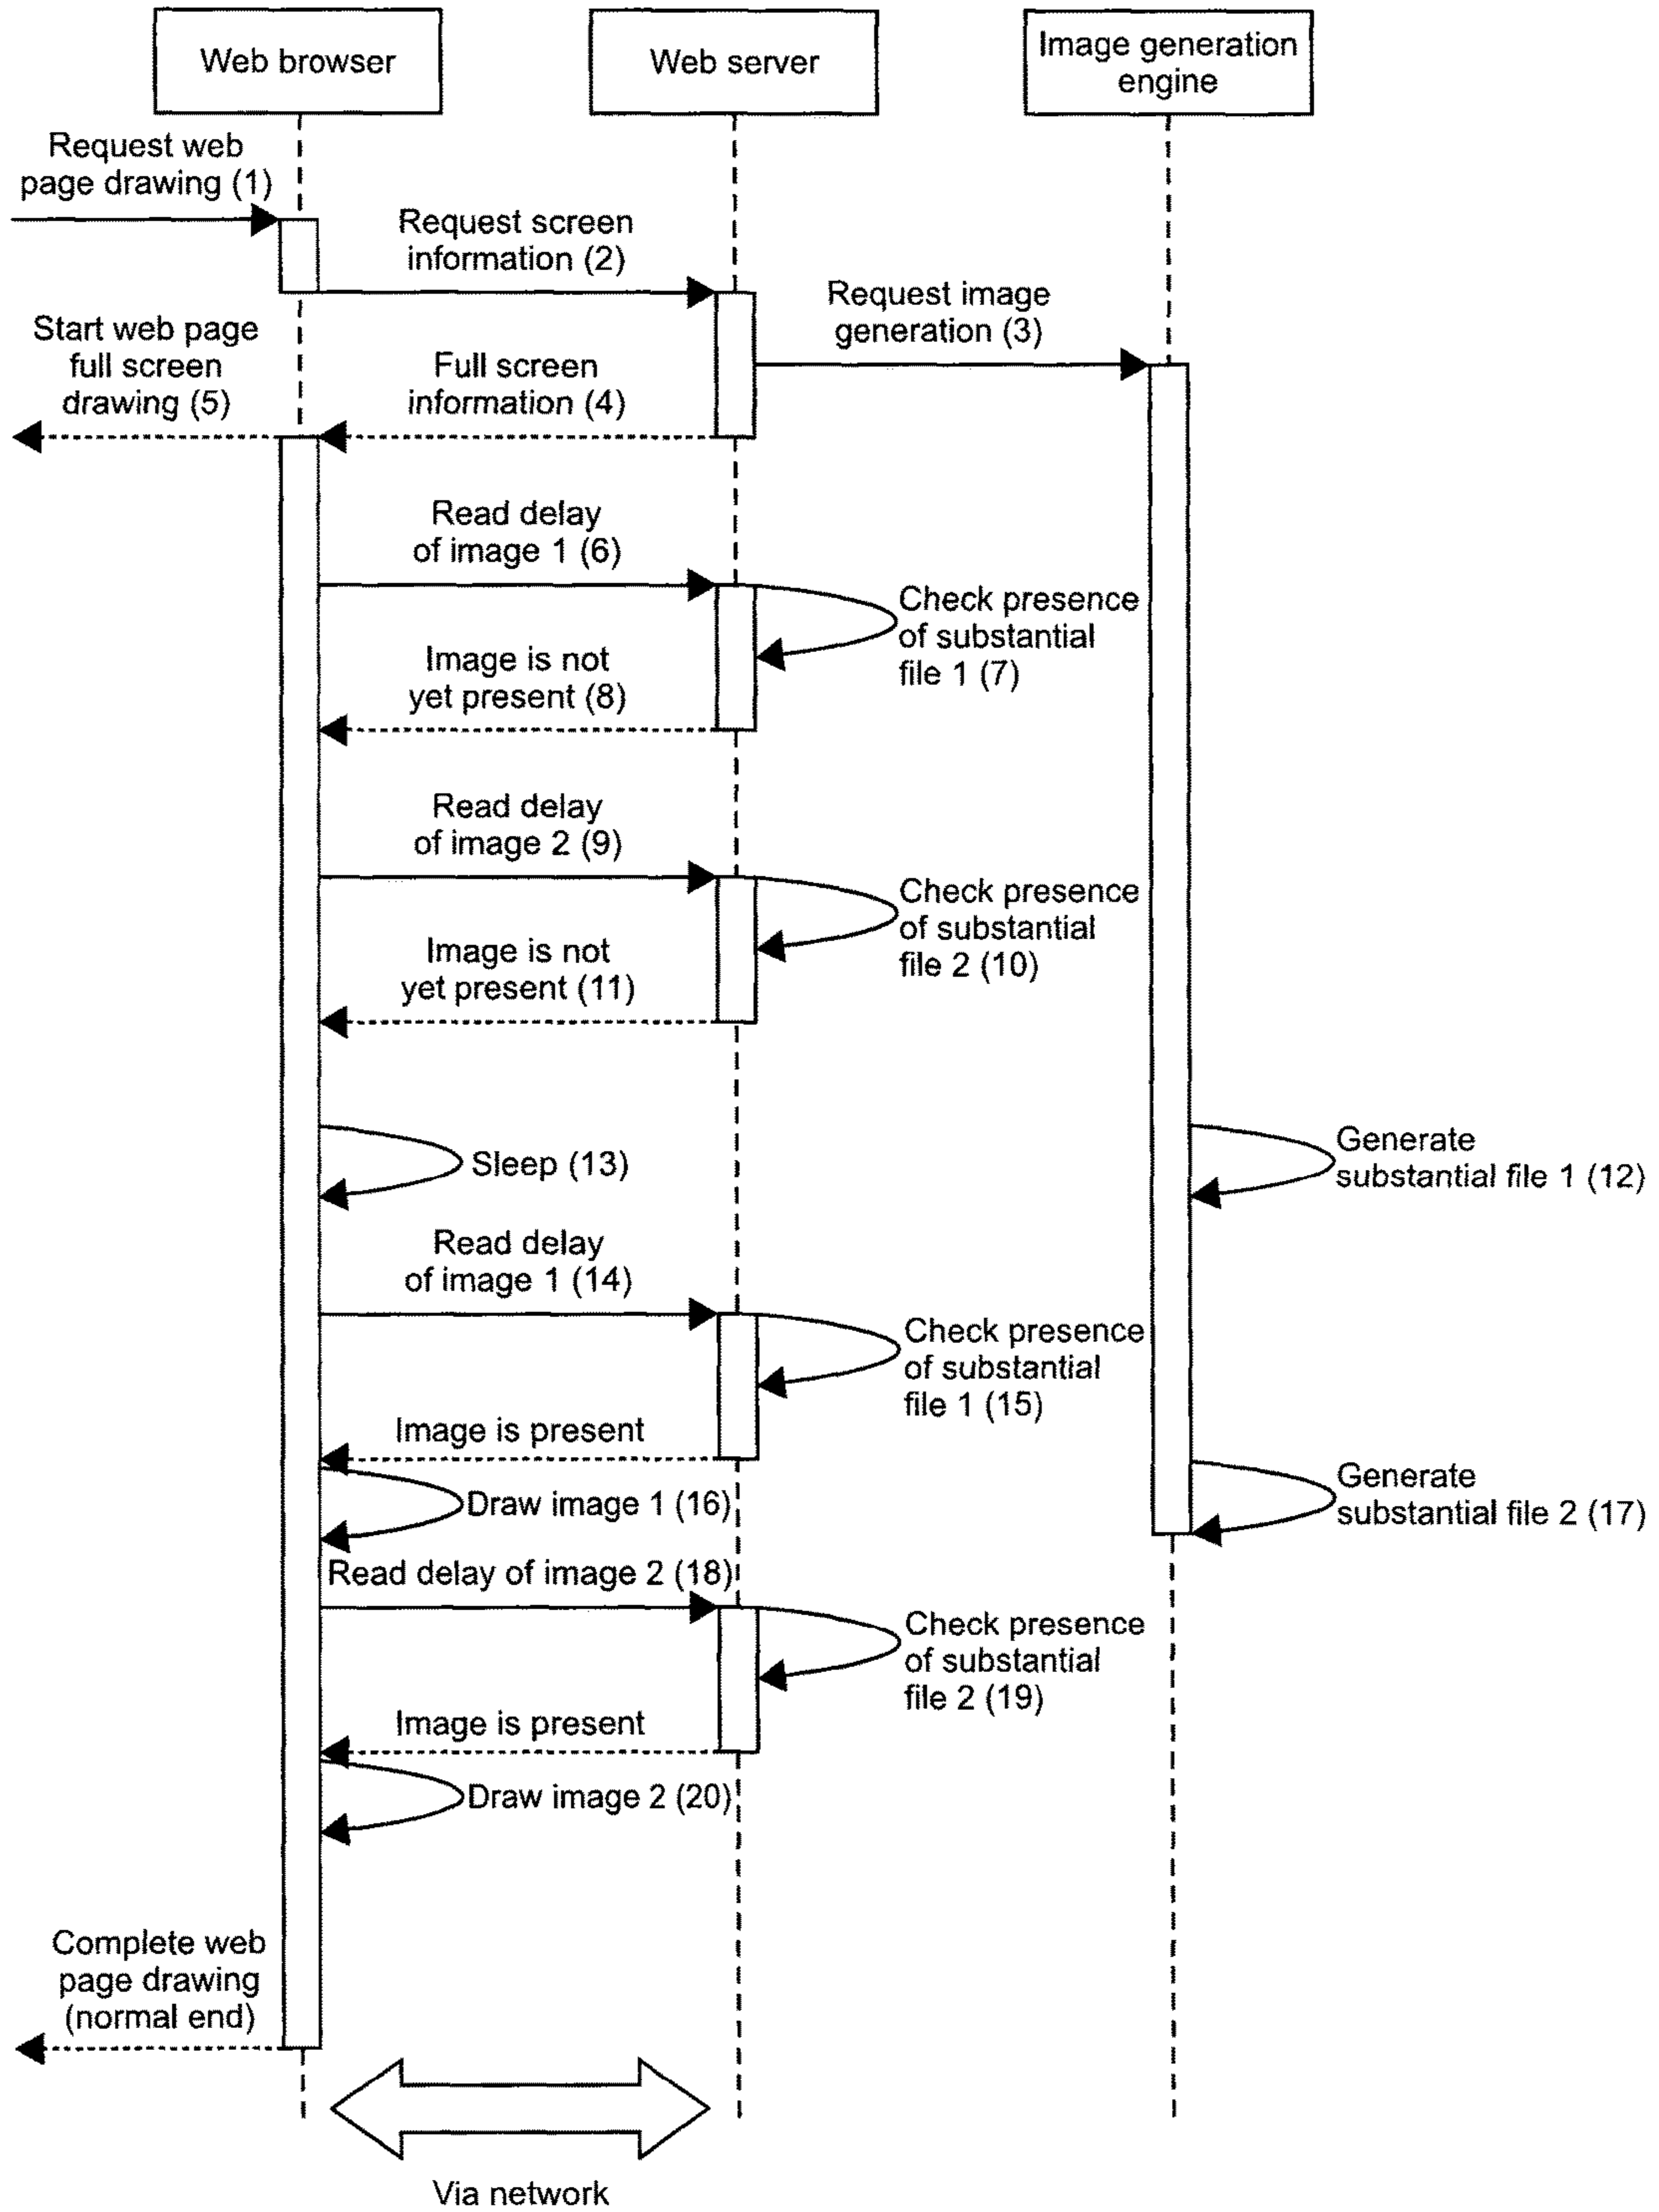 Web browser
Web server
Image generation
engine
Request web
page drawing (1)
Request screen
information (2)
Request image
generation (3)
Start web page
full screen
drawing (5)
Full screen
information (4)
Read delay
of image 1 (6)
Check presence
of substantial
file 1 (7)
Image is not
yet present (8)
Read delay
of image 2 (9)
Check presence
of substantial
file 2 (10)
Image is not
yet present (11)
Sleep (13)
Generate
substantial file 1 (12)
Read delay
of image 1 (14)
Check presence
of substantial
file 1 (15)
Image is present
Draw image 1 (16)
Generate
substantial file 2 (17)
Read delay of image 2 (18)
Check presence
of substantial
file 2 (19)
Image is present
Draw image 2 (20)
Complete web
page drawing
(normal end)
Via network